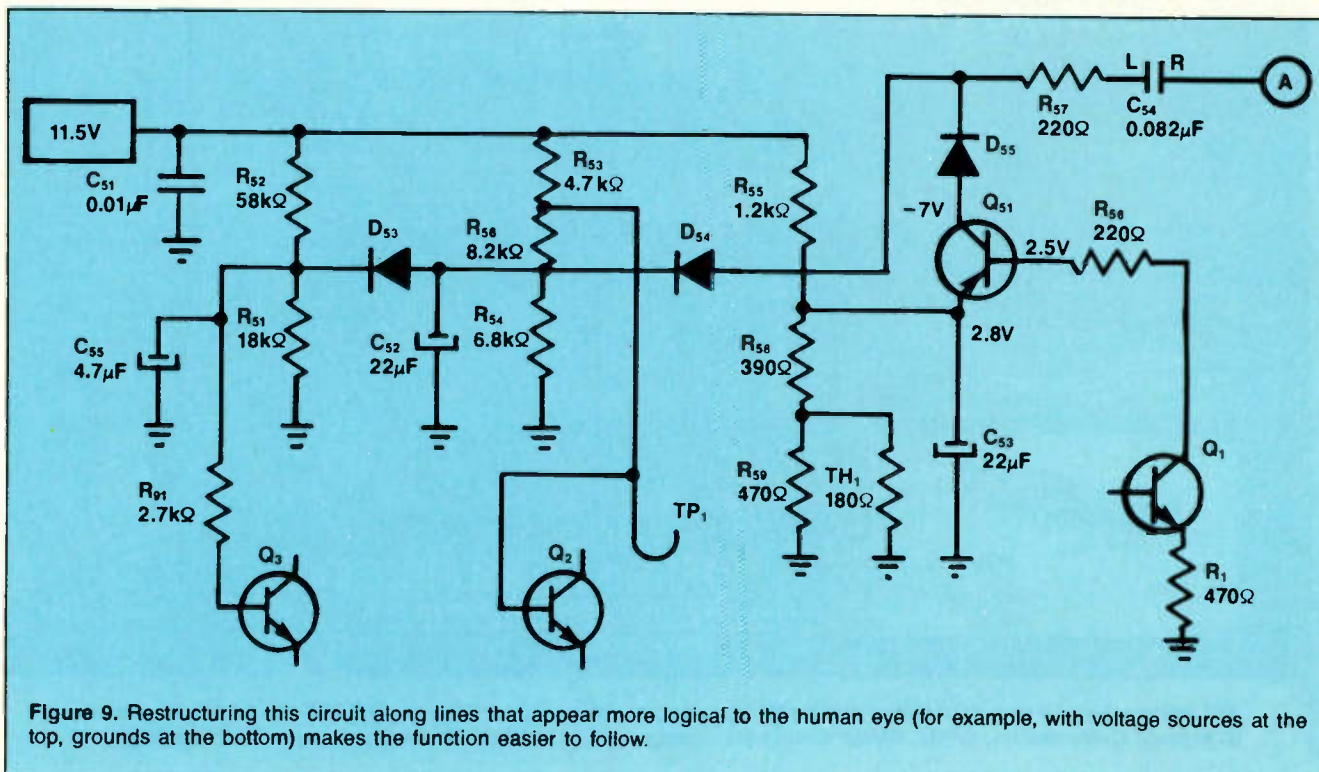 L R
A
11.5V
R57
220Ω
C54
0.082μF
C51
0.01μF
R52
58kΩ
R53
4.7kΩ
R55
1.2kΩ
D55
-7V
Q51
R56
220Ω
2.5V
D53
R56
8.2kΩ
D54
2.8V
C55
4.7μF
R51
18kΩ
C52
22μF
R54
6.8kΩ
R58
390Ω
C53
22μF
Q1
R91
2.7kΩ
R59
470Ω
TH1
180Ω
TP1
Q3
Q2
R1
470Ω
Figure 9. Restructuring this circuit along lines that appear more logical to the human eye (for example, with voltage sources at the
top, grounds at the bottom) makes the function easier to follow.